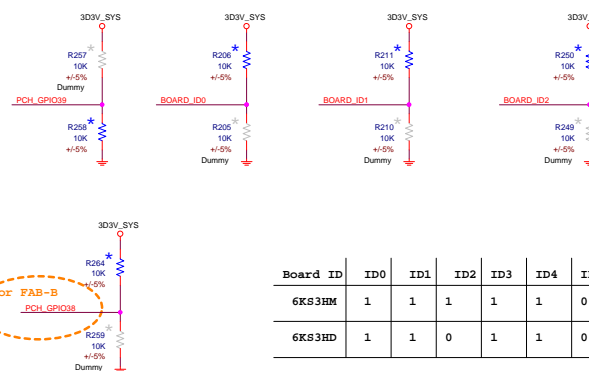 3D3V_SYS 3D3V_SYS 3D3V_SYS
* R257 10K +/-5% Dummy
* R206 10K +/-5%
* R211 10K +/-5%
* R250 10K +/-5%
PCH_GPIO39 BOARD_ID0 BOARD_ID1 BOARD_ID2
* R258 10K +/-5%
* R205 10K +/-5% Dummy
* R210 10K +/-5% Dummy
* R249 10K +/-5% Dummy
3D3V_SYS
* R264 10K +/-5%
FAB-B
PCH_GPIO38
* R259 10K +/-5% Dummy
Board ID ID0 ID1 ID2 ID3 ID4
6KS3HM 1 1 1 1 1 0
6KS3HD 1 1 0 1 1 0